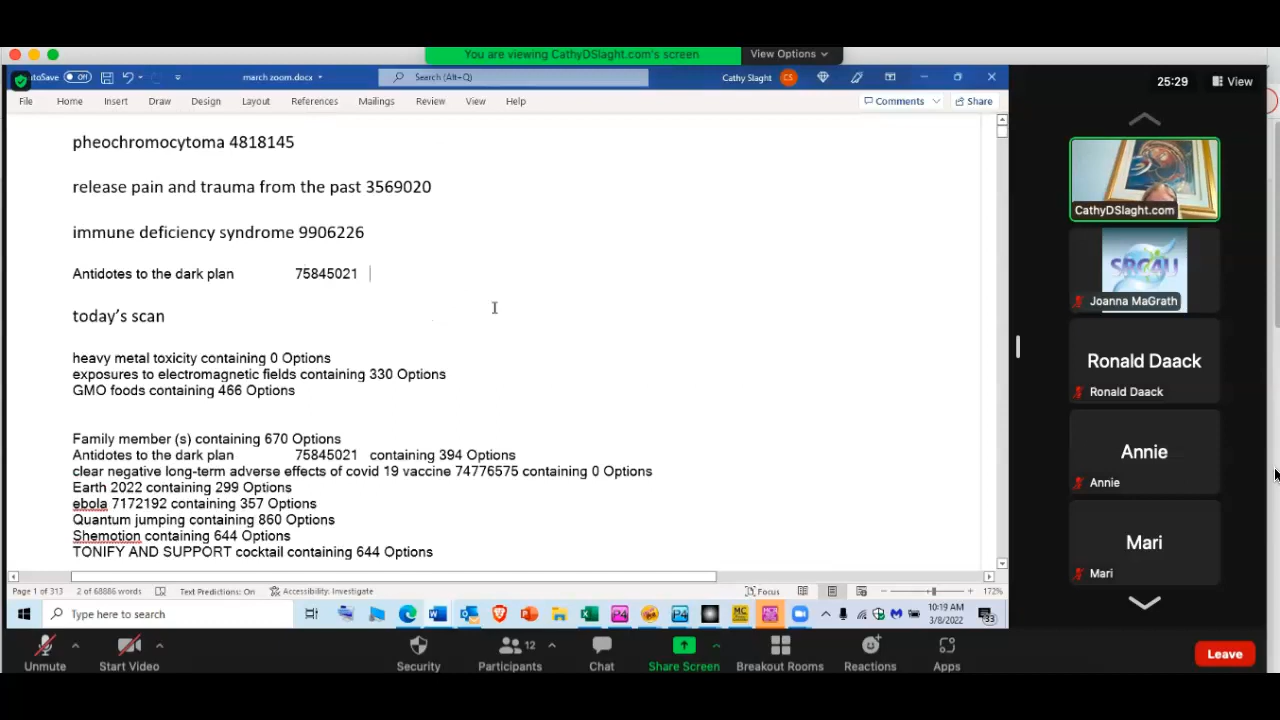 You are viewing CathyDSlaght.com's screen
View Options
AutoSave Off
march zoom.docx
Search (Alt+Q)
Cathy Slaght CS
25:29
View
File Home Insert Draw Design Layout References Mailings Review View Help
Comments
Share
pheochromocytoma 4818145
release pain and trauma from the past 3569020
immune deficiency syndrome 9906226
Antidotes to the dark plan 75845021
today's scan
heavy metal toxicity containing 0 Options
exposures to electromagnetic fields containing 330 Options
GMO foods containing 466 Options
Family member (s) containing 670 Options
Antidotes to the dark plan 75845021 containing 394 Options
clear negative long-term adverse effects of covid 19 vaccine 74776575 containing 0 Options
Earth 2022 containing 299 Options
ebola 7172192 containing 357 Options
Quantum jumping containing 860 Options
Shemotion containing 644 Options
TONIFY AND SUPPORT cocktail containing 644 Options
CathyDSlaght.com
SRC4U
Joanna MaGrath
Ronald Daack
Ronald Daack
Annie
Annie
Mari
Mari
Page 1 of 313 2 of 68886 words Text Predictions: On Accessibility: Investigate Focus 172%
Type here to search
10:19 AM
3/8/2022
33
Unmute Start Video Security Participants 12 Chat Share Screen Breakout Rooms Reactions Apps Leave